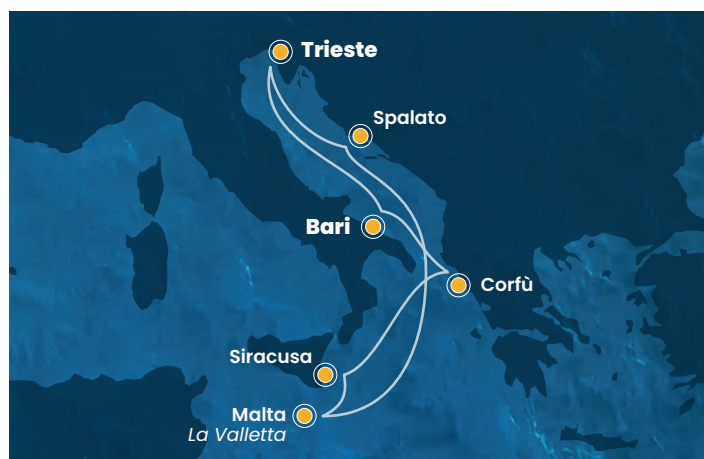 Trieste
Spalato
Bari
Corfù
Siracusa
Malta
La Valletta